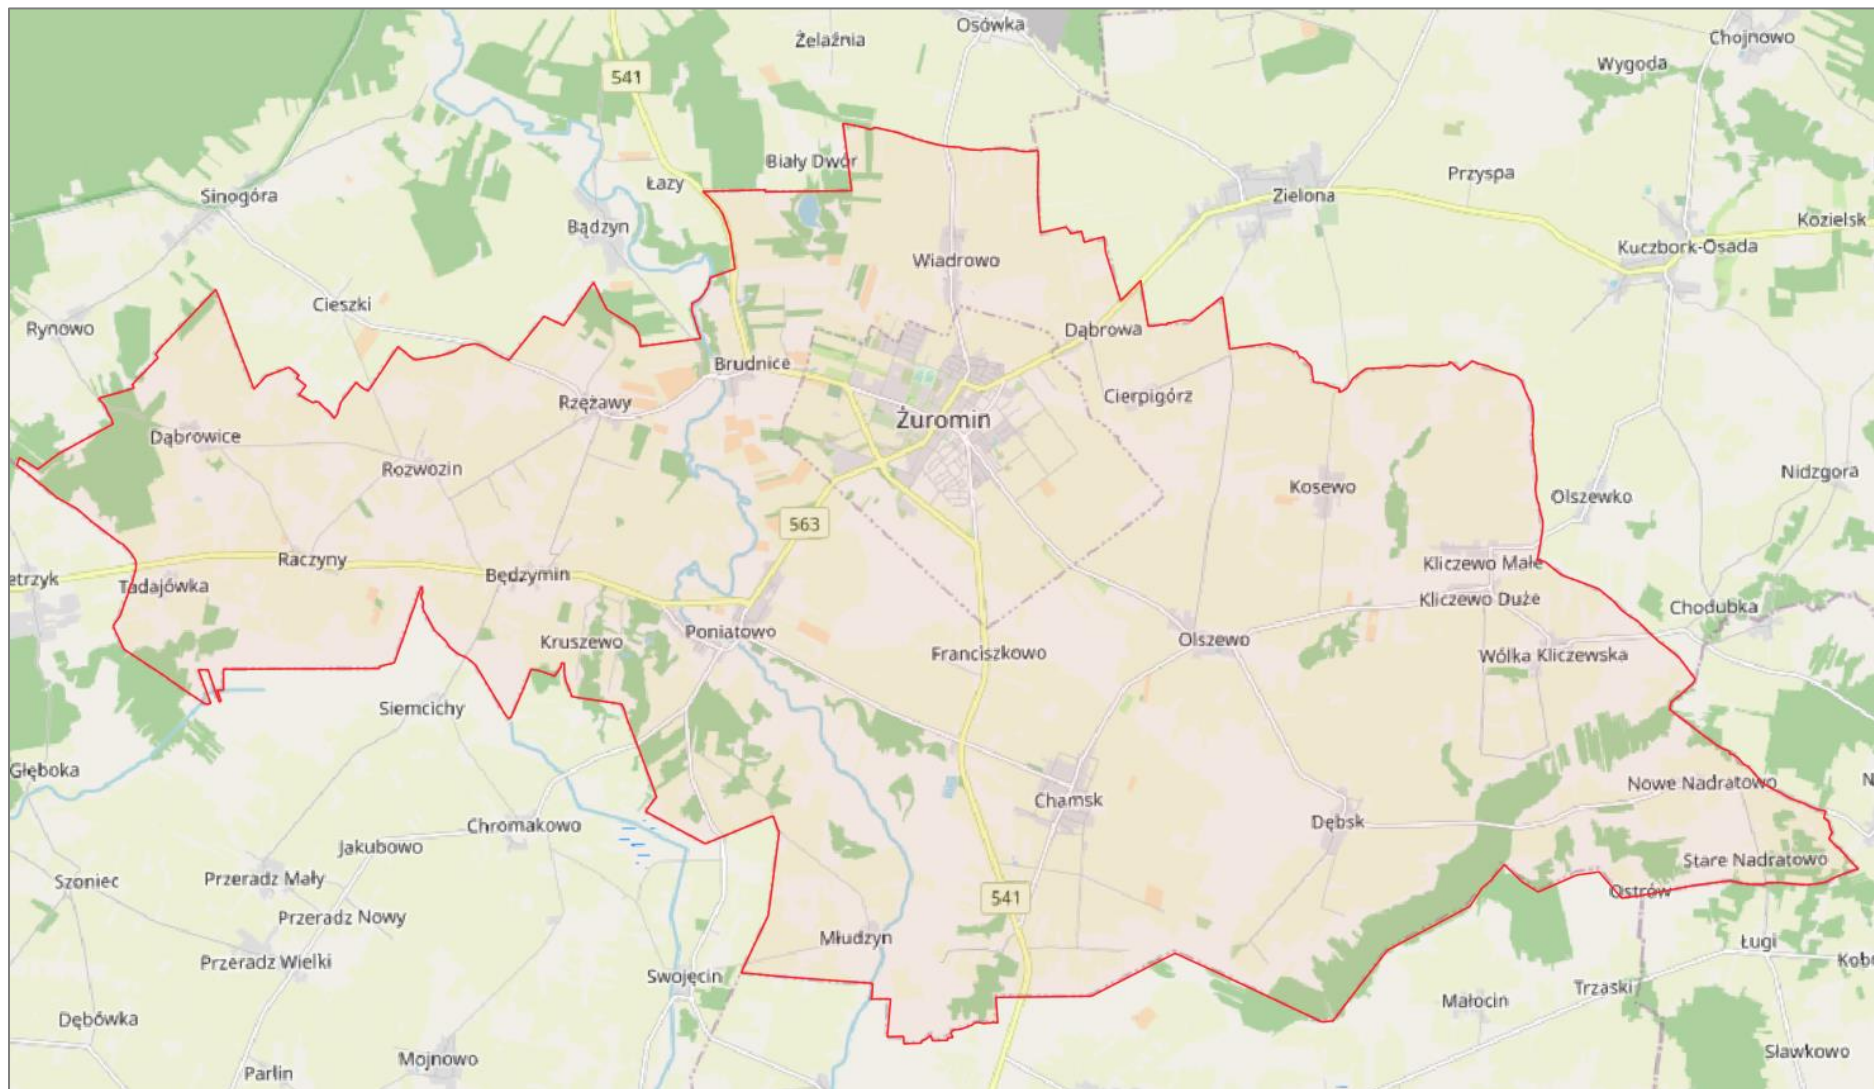 Osówka
Żelaźnia
Chojnowo
Wygoda
541
Biały Dwór
Łazy
Przyspa
Sinogóra
Zielona
Kozielsk
Bądzyn
Kuczbork-Osada
Wiadrowo
Cieszki
Rynowo
Dąbrowa
Brudnice
Cierpigórz
Rzężawy
Żuromin
Dąbrowice
Rozwozin
Nidzgora
Kosewo
Olszewko
563
Raczyny
Kliczewo Małe
etrzyk
Tadajówka
Będzymin
Kliczewo Duże
Chodubka
Poniatowo
Kruszewo
Olszewo
Franciszkowo
Wólka Kliczewska
Siemcichy
Głęboka
Nowe Nadratowo
N
Chamsk
Dębsk
Chromakowo
Jakubowo
Stare Nadratowo
Szoniec
Przeradz Mały
Ostrów
541
Przeradz Nowy
Młudzyn
Ługi
Przeradz Wielki
Kob
Swojęcin
Trzaski
Małocin
Dębówka
Sławkowo
Mojnowo
Parlin